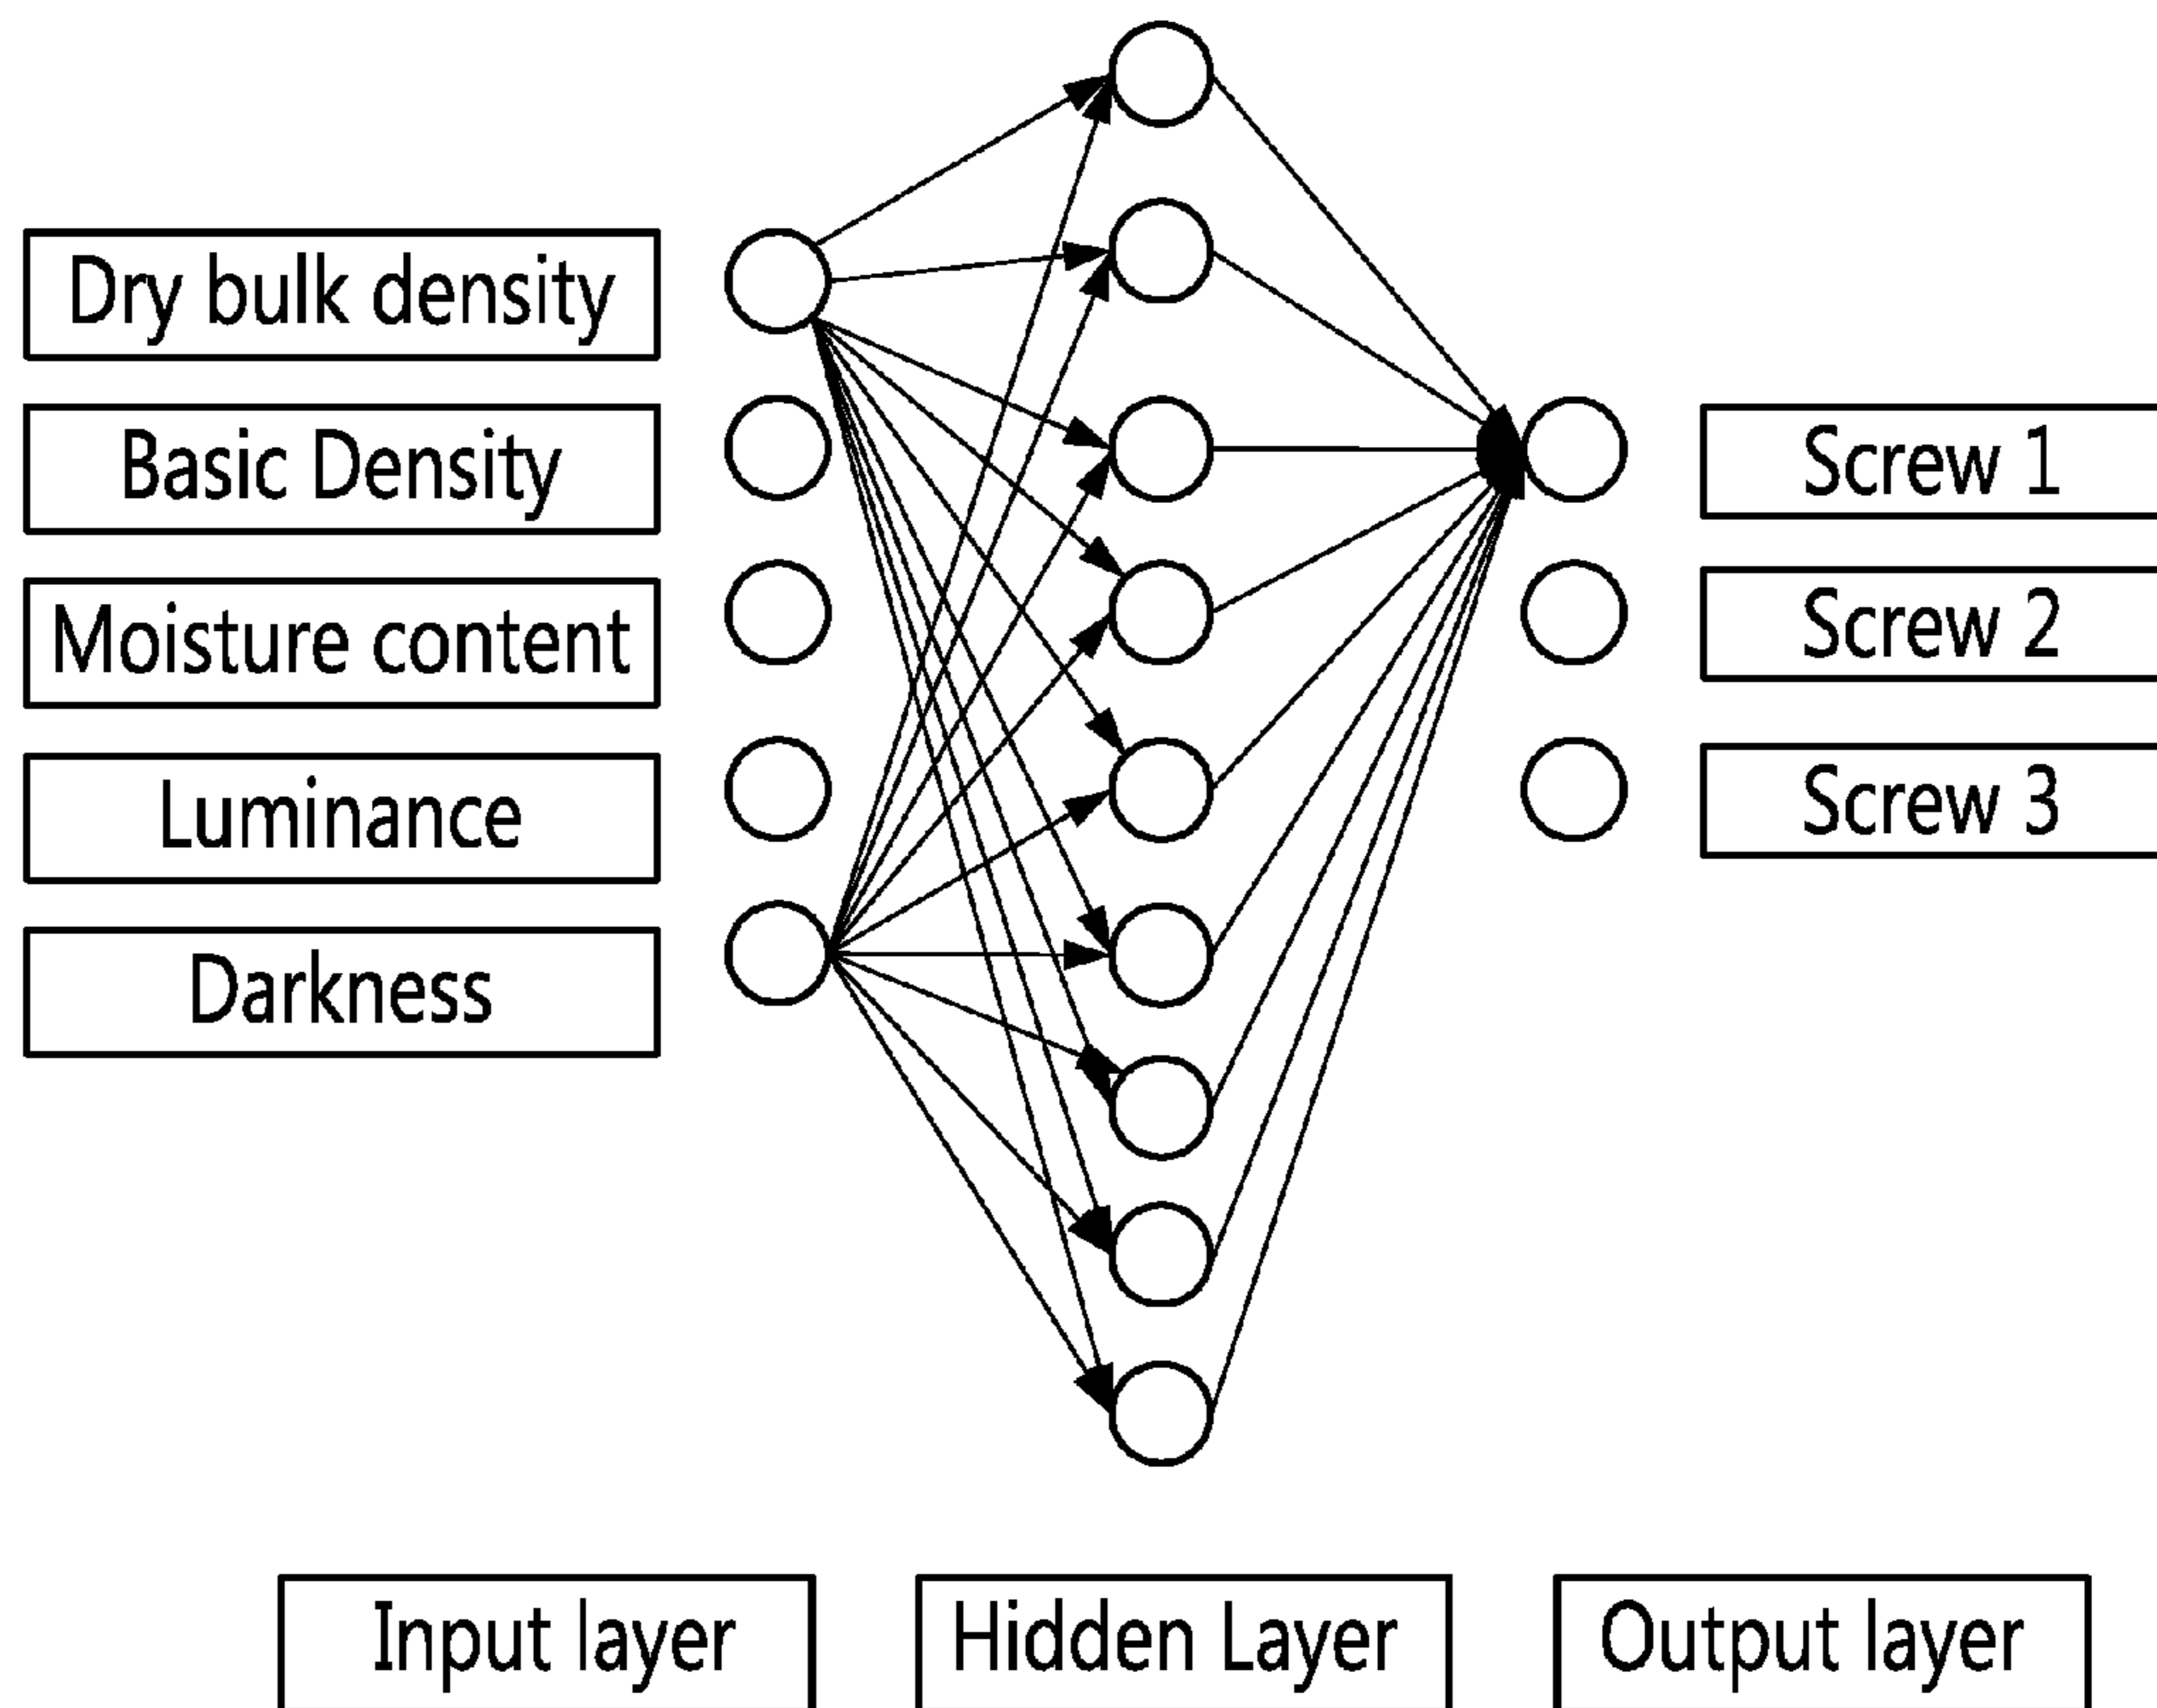 Dry bulk density
Basic Density
Moisture content
Luminance
Darkness
Screw 1
Screw 2
Screw 3
Input layer
Hidden Layer
Output layer